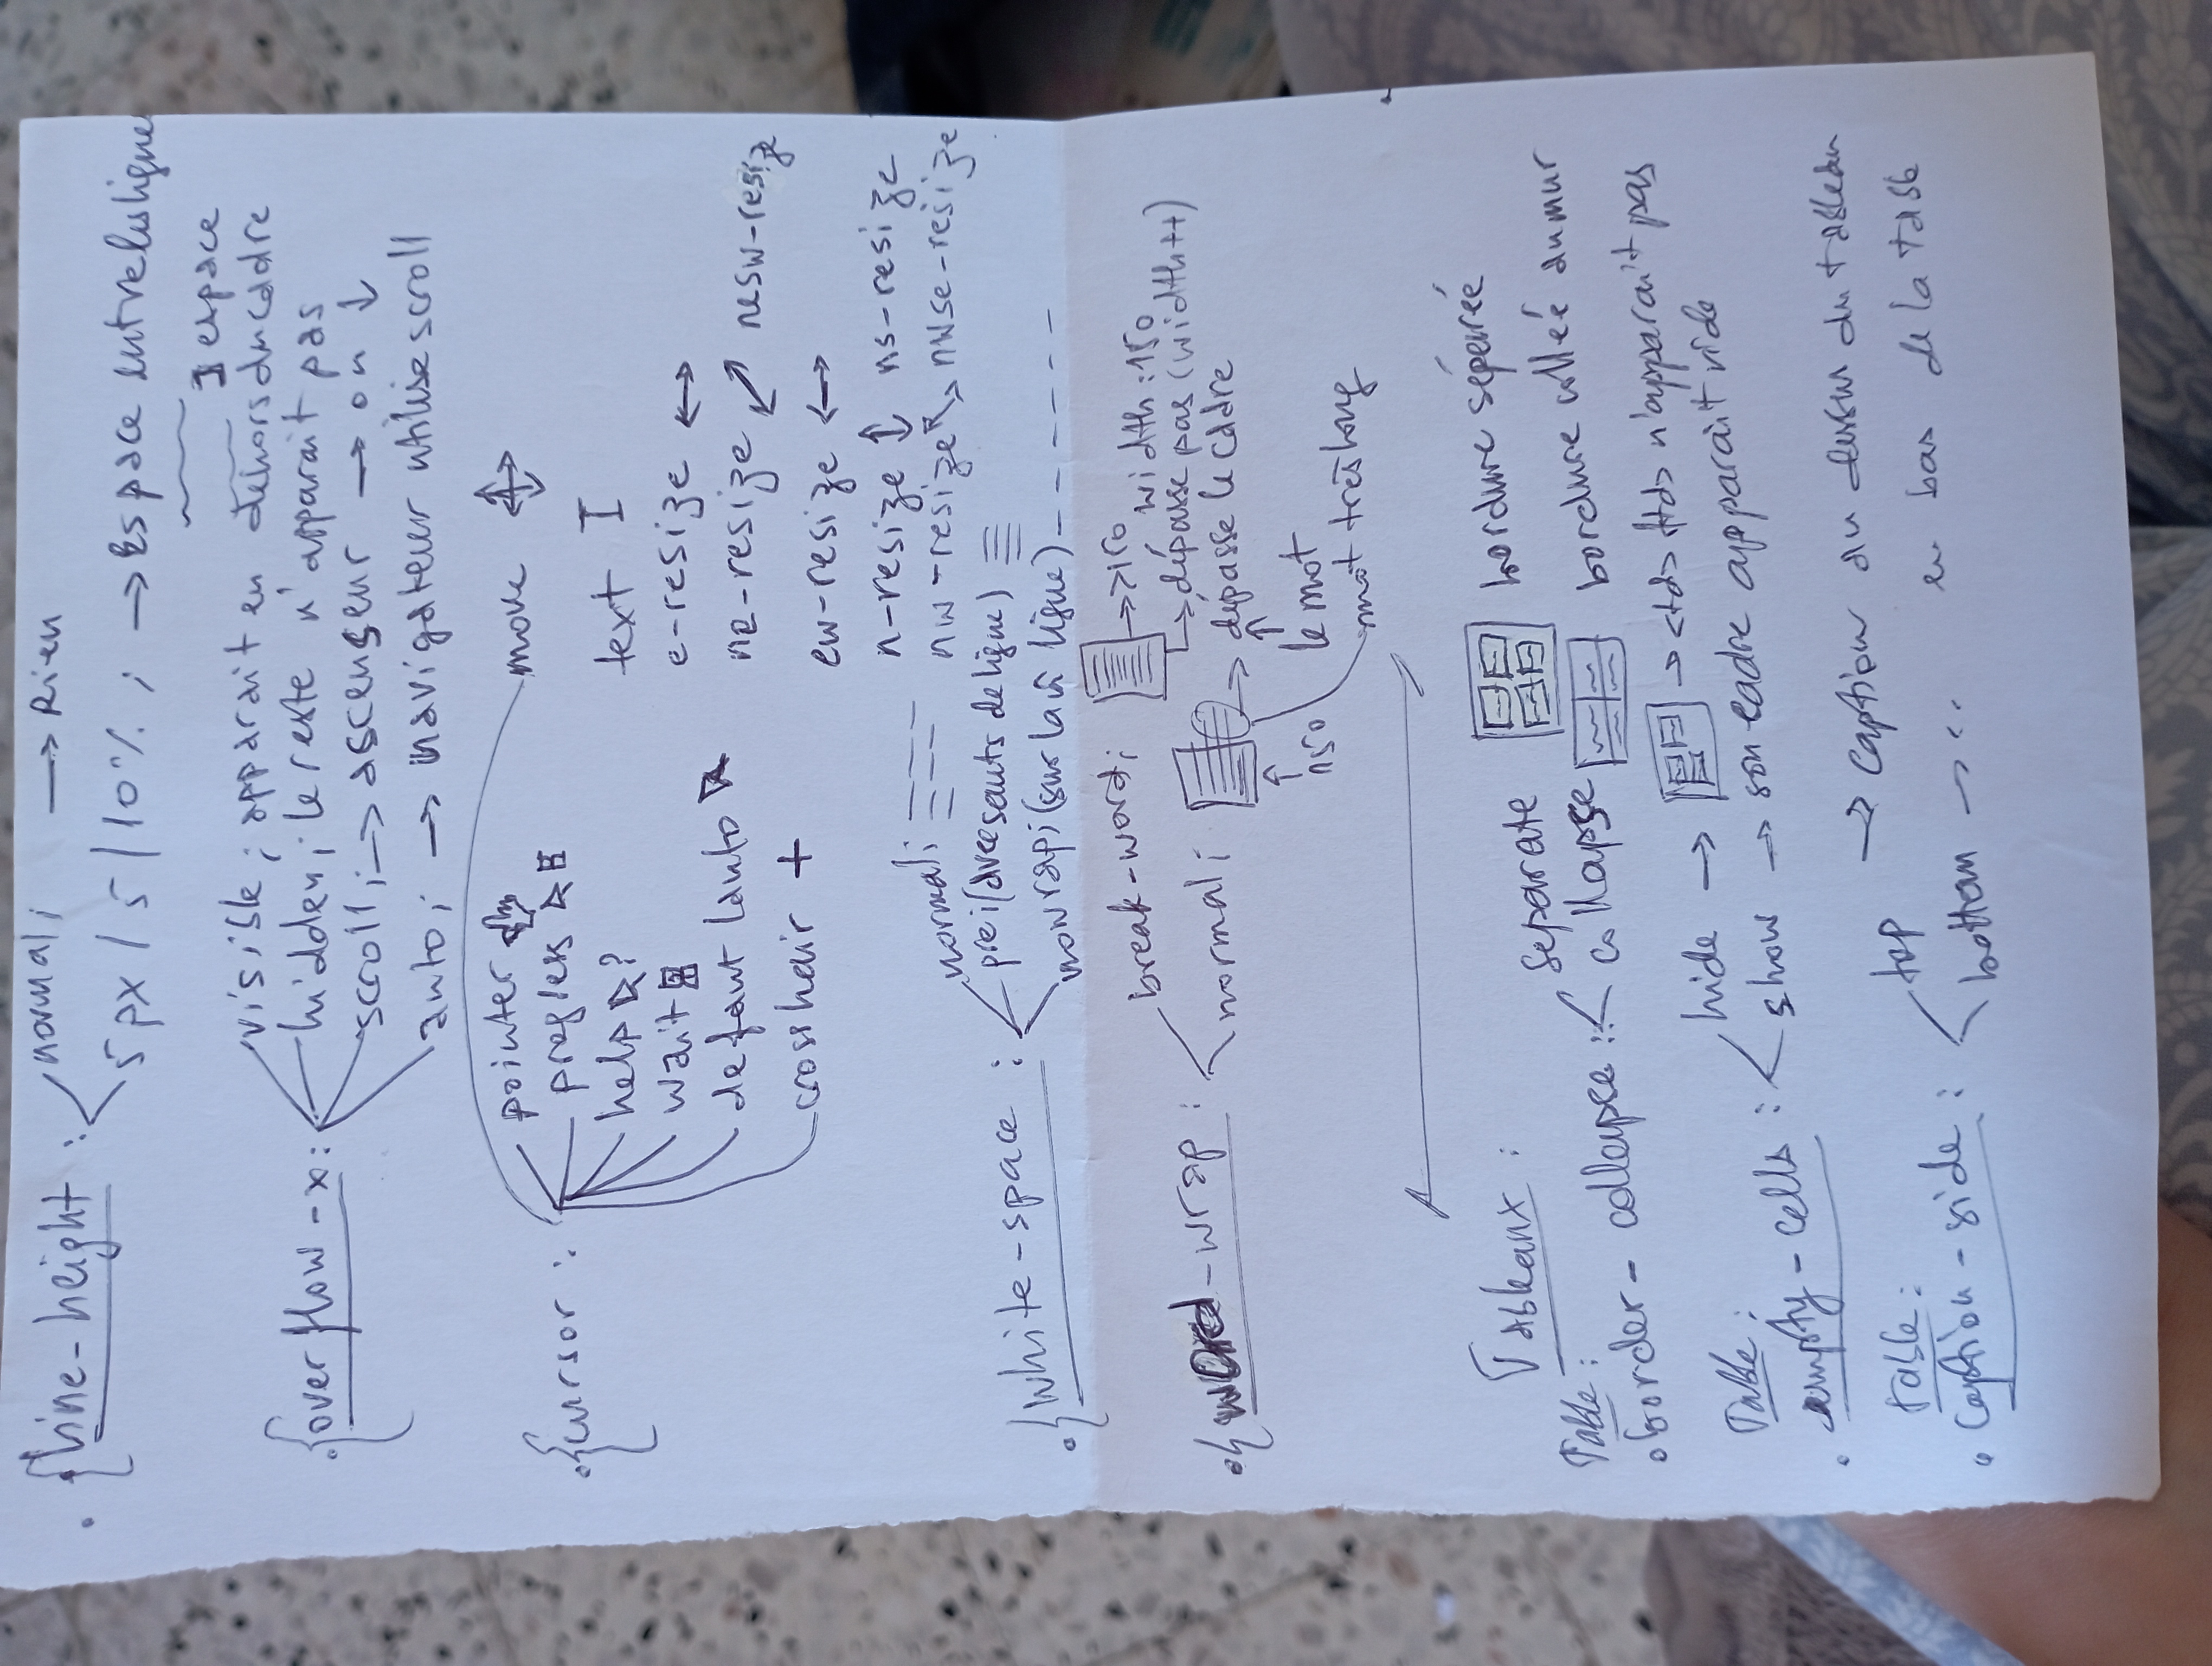 . { line-height : normal; → Rien
5px / 5 / 10% ; → Espace entre les lignes
espace
visible ; apparait en dehors du cadre
. { overflow-x : hidden ; le reste n'apparait pas
scroll ; → ascenseur → on ↓
auto ; → navigateur utilise scroll
pointer
move
. { cursor : progress
help ?
text I
wait
e-resize ↔
defaut / auto
ne-resize ↗ nesw-resize
crosshair +
ew-resize ↔
n-resize ↕ ns-resize
normal ;
nw-resize nwse-resize
. { white-space : pre ; (avec sauts de ligne)
nowrap ; (sur la m̂ ligne) - - - - - -
break-word ; → >150
width : 150
→ dépasse pas (width++)
. { word-wrap : normal ; → dépasse le cadre
150
le mot
mot très long
Tableaux :
separate bordure séparéé
Table :
. border-collapse : collapse bordure colleé au mur
hide → → <td> </td> n'apparait pas
Table :
. empty-cells : show → son cadre apparait vide
top → caption au dessus du tableau
table :
. caption-side : bottom → .. en bas de la table